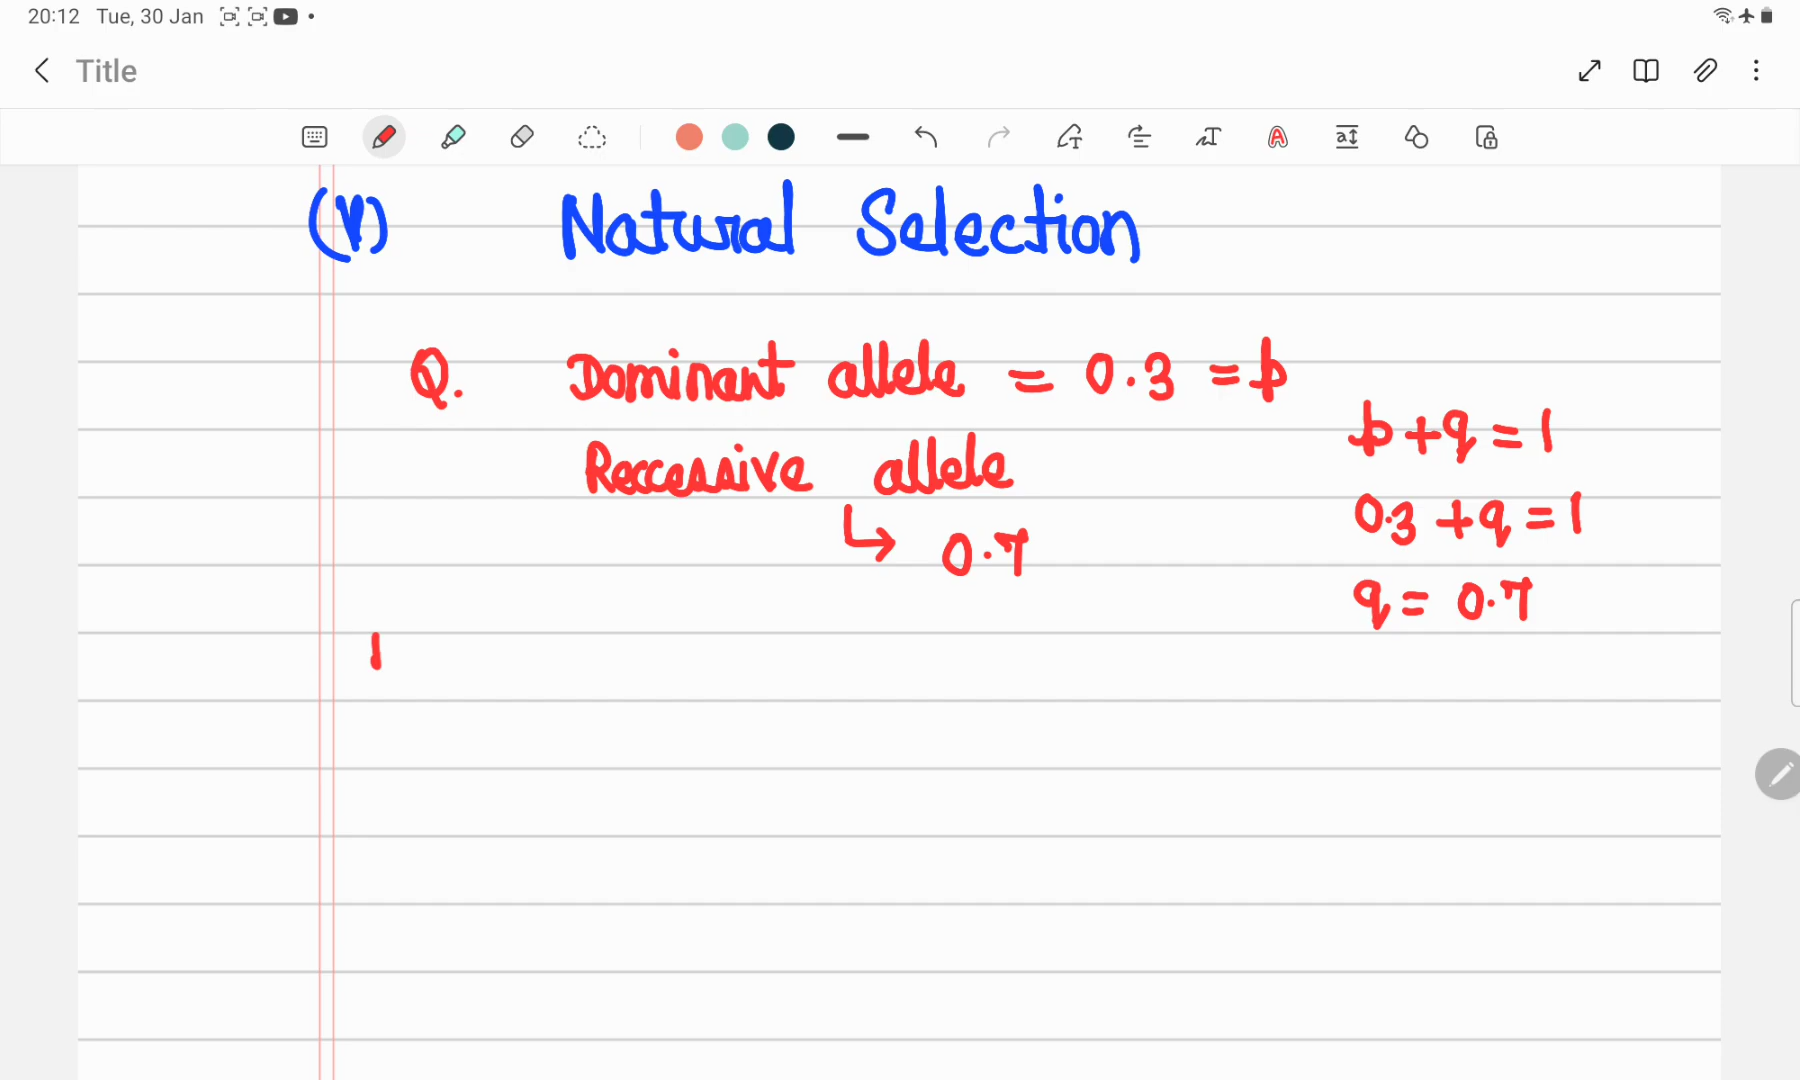 20:12 Tue, 30 Jan
Title
(V) Natural Selection
Q. Dominant allele = 0.3 = p
Reccessive allele
↳ 0.7
p + q = 1
0.3 + q = 1
q = 0.7